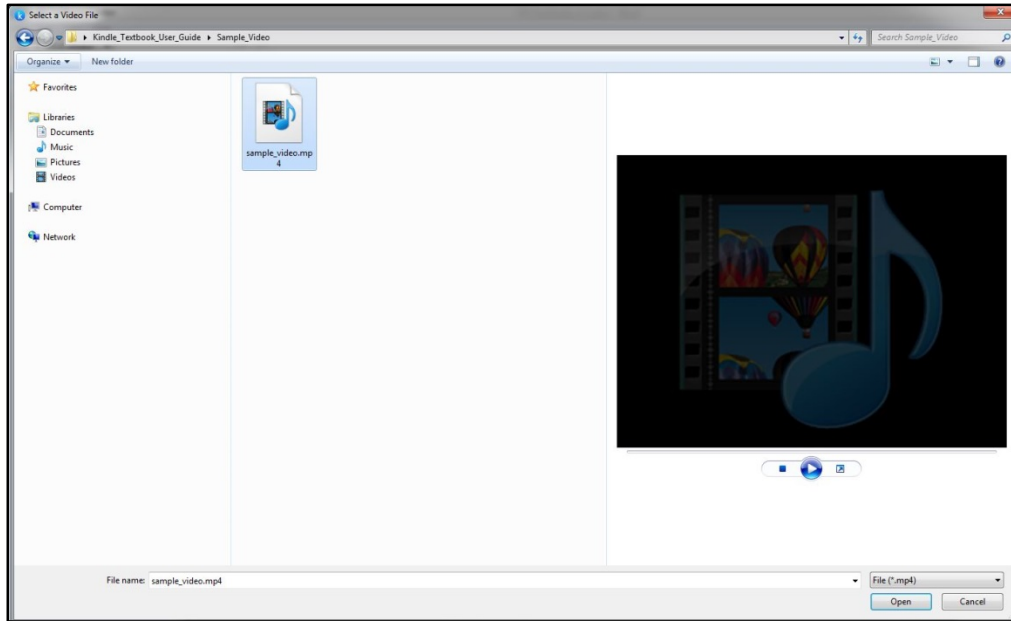 Select a Video File
Kindle_Textbook_User_Guide ▸ Sample_Video
Search Sample_Video
Organize
New folder
Favorites
Libraries
Documents
Music
Pictures
Videos
Computer
Network
sample_video.mp
4
File name: sample_video.mp4
File (*.mp4)
Open
Cancel